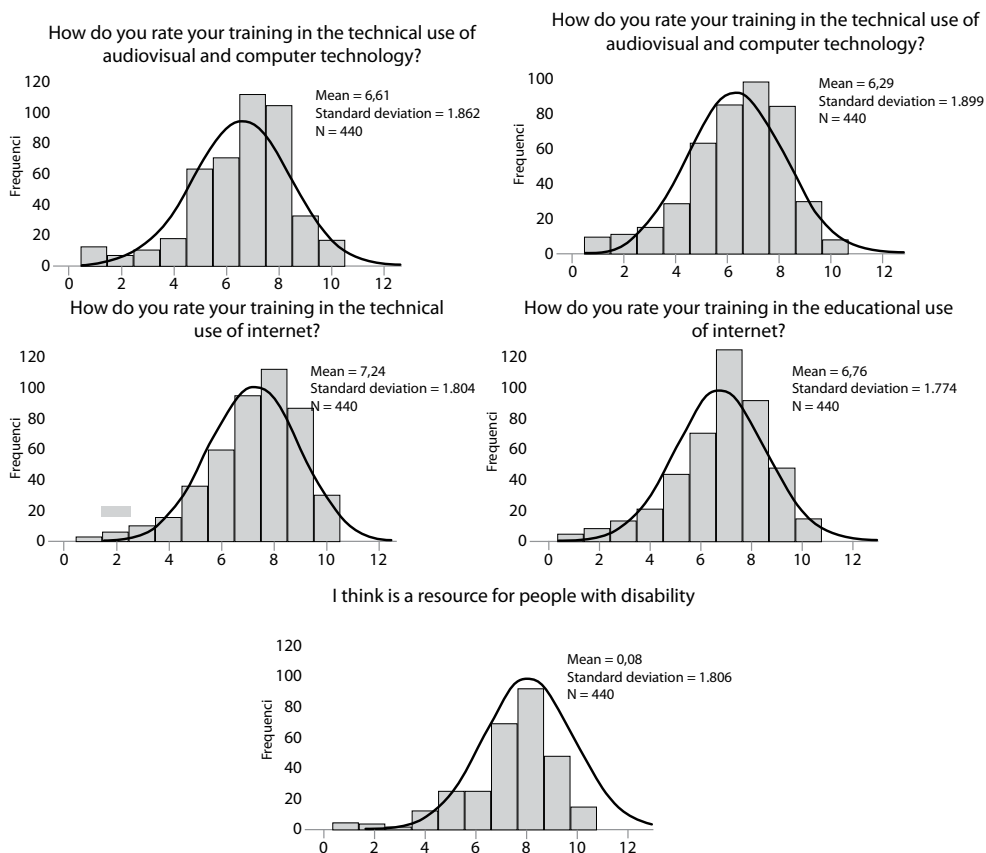 How do you rate your training in the technical use of
audiovisual and computer technology?
120
100
80
60
40
20
0
Frequenci
Mean = 6,61
Standard deviation = 1.862
N = 440
0 2 4 6 8 10 12
How do you rate your training in the technical use of
audiovisual and computer technology?
100
80
60
40
20
0
Frequenci
Mean = 6,29
Standard deviation = 1.899
N = 440
0 2 4 6 8 10 12
How do you rate your training in the technical
use of internet?
120
100
80
60
40
20
0
Frequenci
Mean = 7,24
Standard deviation = 1.804
N = 440
0 2 4 6 8 10 12
How do you rate your training in the educational use
of internet?
120
100
80
60
40
20
0
Frequenci
Mean = 6,76
Standard deviation = 1.774
N = 440
0 2 4 6 8 10 12
I think is a resource for people with disability
120
100
80
60
40
20
0
Frequenci
Mean = 0,08
Standard deviation = 1.806
N = 440
0 2 4 6 8 10 12